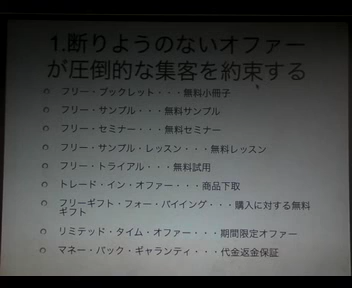 1.断りようのないオファー
が圧倒的な集客を約束する
フリー・ブックレット・・・無料小冊子
フリー・サンプル・・・無料サンプル
フリー・セミナー・・・無料セミナー
フリー・サンプル・レッスン・・・無料レッスン
フリー・トライアル・・・無料試用
トレード・イン・オファー・・・商品下取
フリーギフト・フォー・バイイング・・・購入に対する無料
ギフト
リミテッド・タイム・オファー・・・期間限定オファー
マネー・バック・ギャランティ・・・代金返金保証